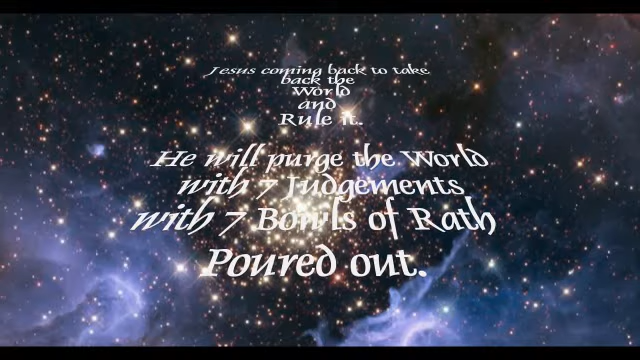 Jesus coming back to take
back the
World
and
Rule it.
He will purge the World
with 7 Judgements
with 7 Bowls of Rath
Poured out.